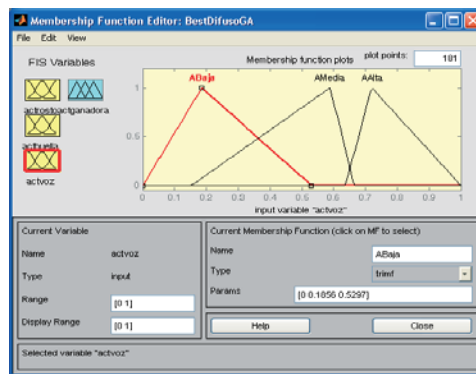 Membership Function Editor: BestDifusoGA
File Edit View
FIS Variables
Membership function plots
plot points:
181
actrostro actganadora
acthuella
actvoz
ABaja
AMedia
AAlta
1
0.5
0
0 0.1 0.2 0.3 0.4 0.5 0.6 0.7 0.8 0.9 1
input variable "actvoz"
Current Variable
Name actvoz
Type input
Range [0 1]
Display Range [0 1]
Current Membership Function (click on MF to select)
Name ABaja
Type trimf
Params [0 0.1856 0.5297]
Help Close
Selected variable "actvoz"